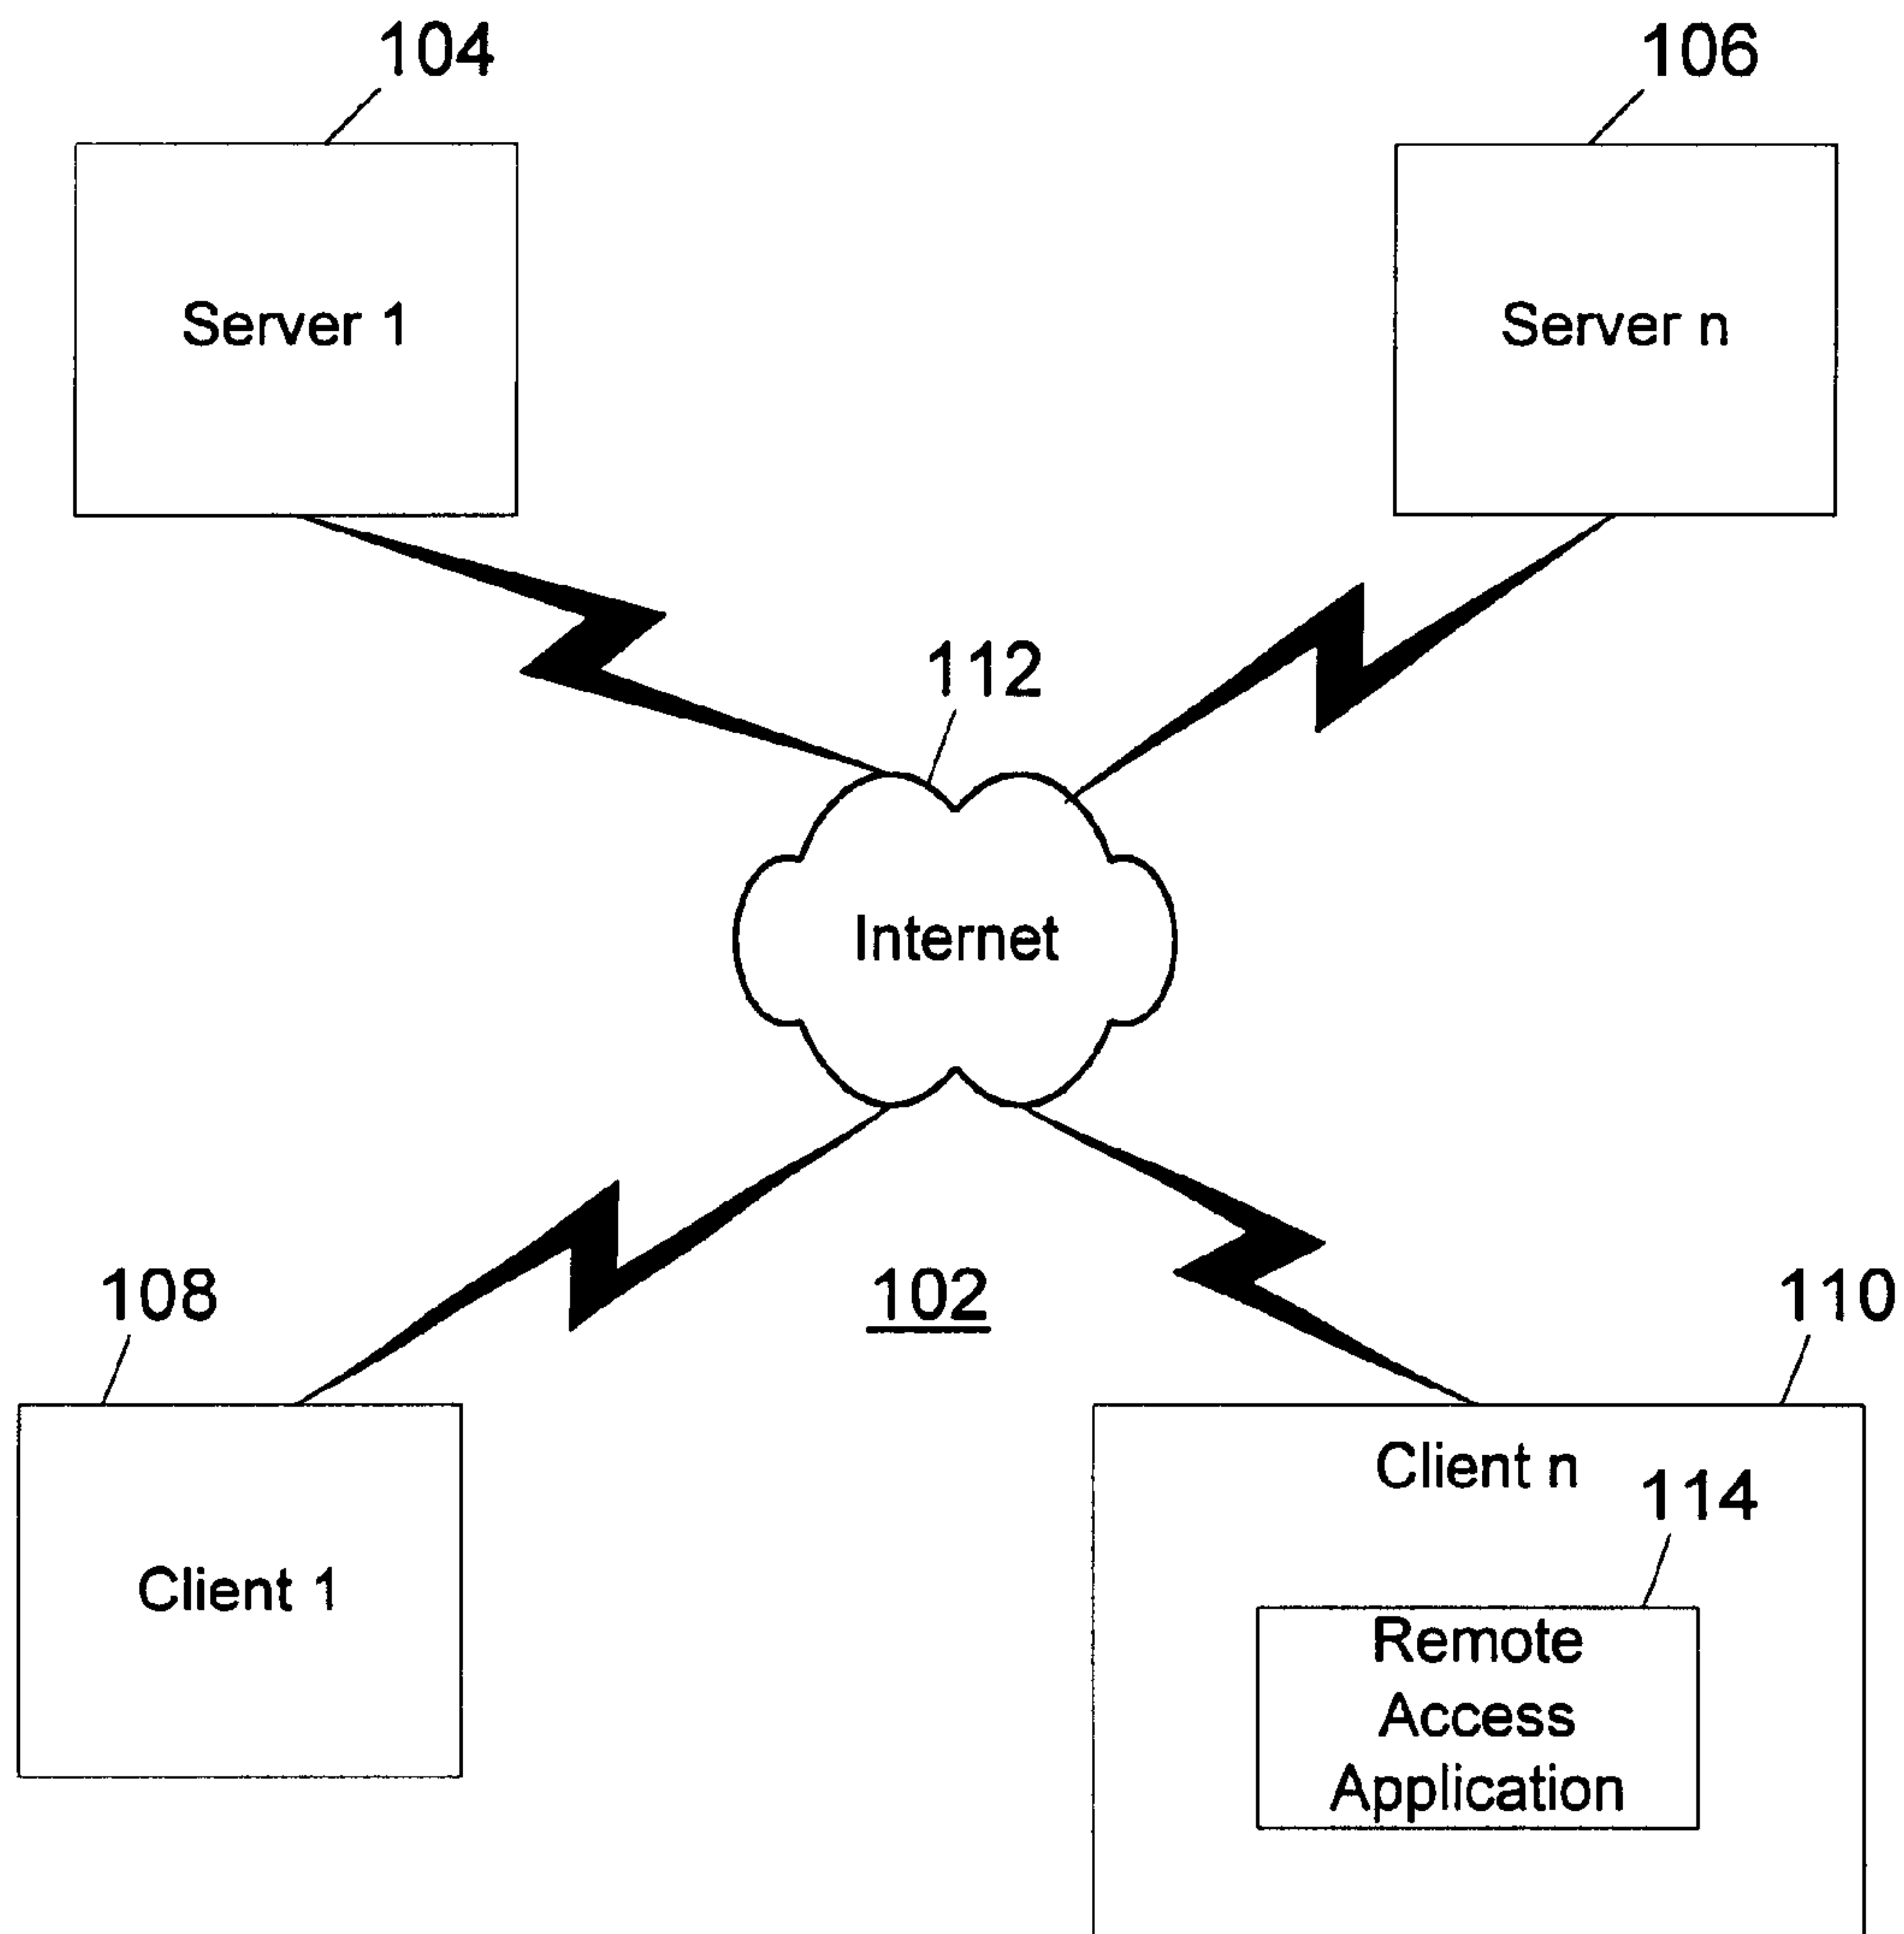 104
106
Server 1
Server n
112
Internet
108
102
110
Client n
114
Client 1
Remote
Access
Application